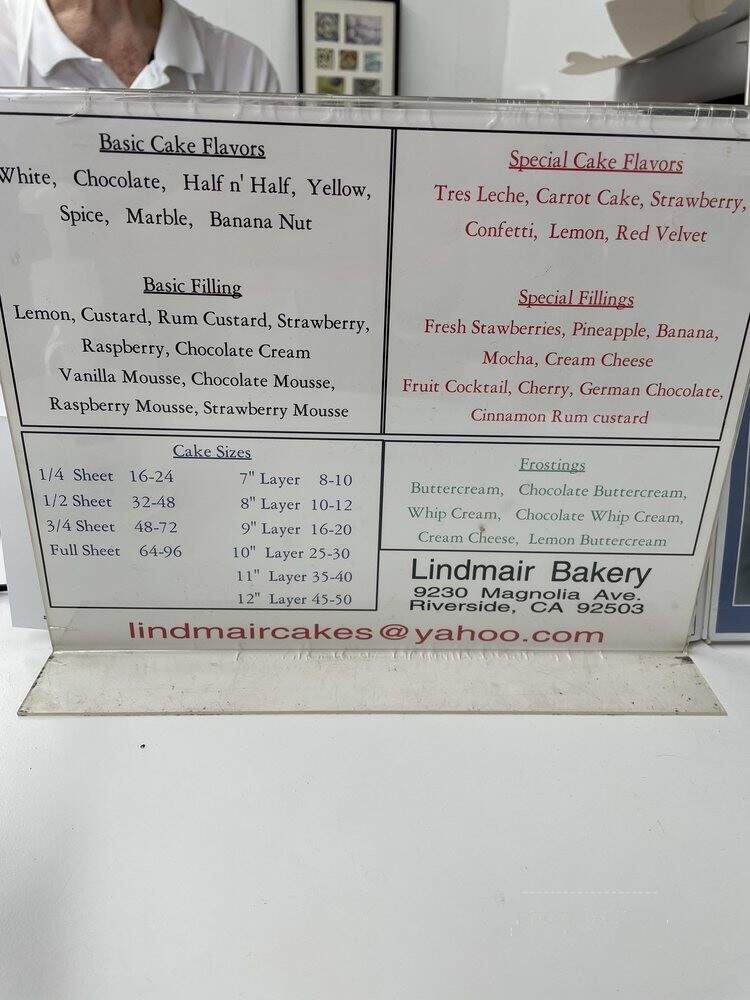 Basic Cake Flavors
White, Chocolate, Half n' Half, Yellow,
Spice, Marble, Banana Nut
Basic Filling
Lemon, Custard, Rum Custard, Strawberry,
Raspberry, Chocolate Cream
Vanilla Mousse, Chocolate Mousse,
Raspberry Mousse, Strawberry Mousse
Special Cake Flavors
Tres Leche, Carrot Cake, Strawberry,
Confetti, Lemon, Red Velvet
Special Fillings
Fresh Stawberries, Pineapple, Banana,
Mocha, Cream Cheese
Fruit Cocktail, Cherry, German Chocolate,
Cinnamon Rum custard
Cake Sizes
1/4 Sheet 16-24
1/2 Sheet 32-48
3/4 Sheet 48-72
Full Sheet 64-96
7" Layer 8-10
8" Layer 10-12
9" Layer 16-20
10" Layer 25-30
11" Layer 35-40
12" Layer 45-50
Frostings
Buttercream, Chocolate Buttercream,
Whip Cream, Chocolate Whip Cream,
Cream Cheese, Lemon Buttercream
Lindmair Bakery
9230 Magnolia Ave.
Riverside, CA 92503
lindmaircakes@yahoo.com